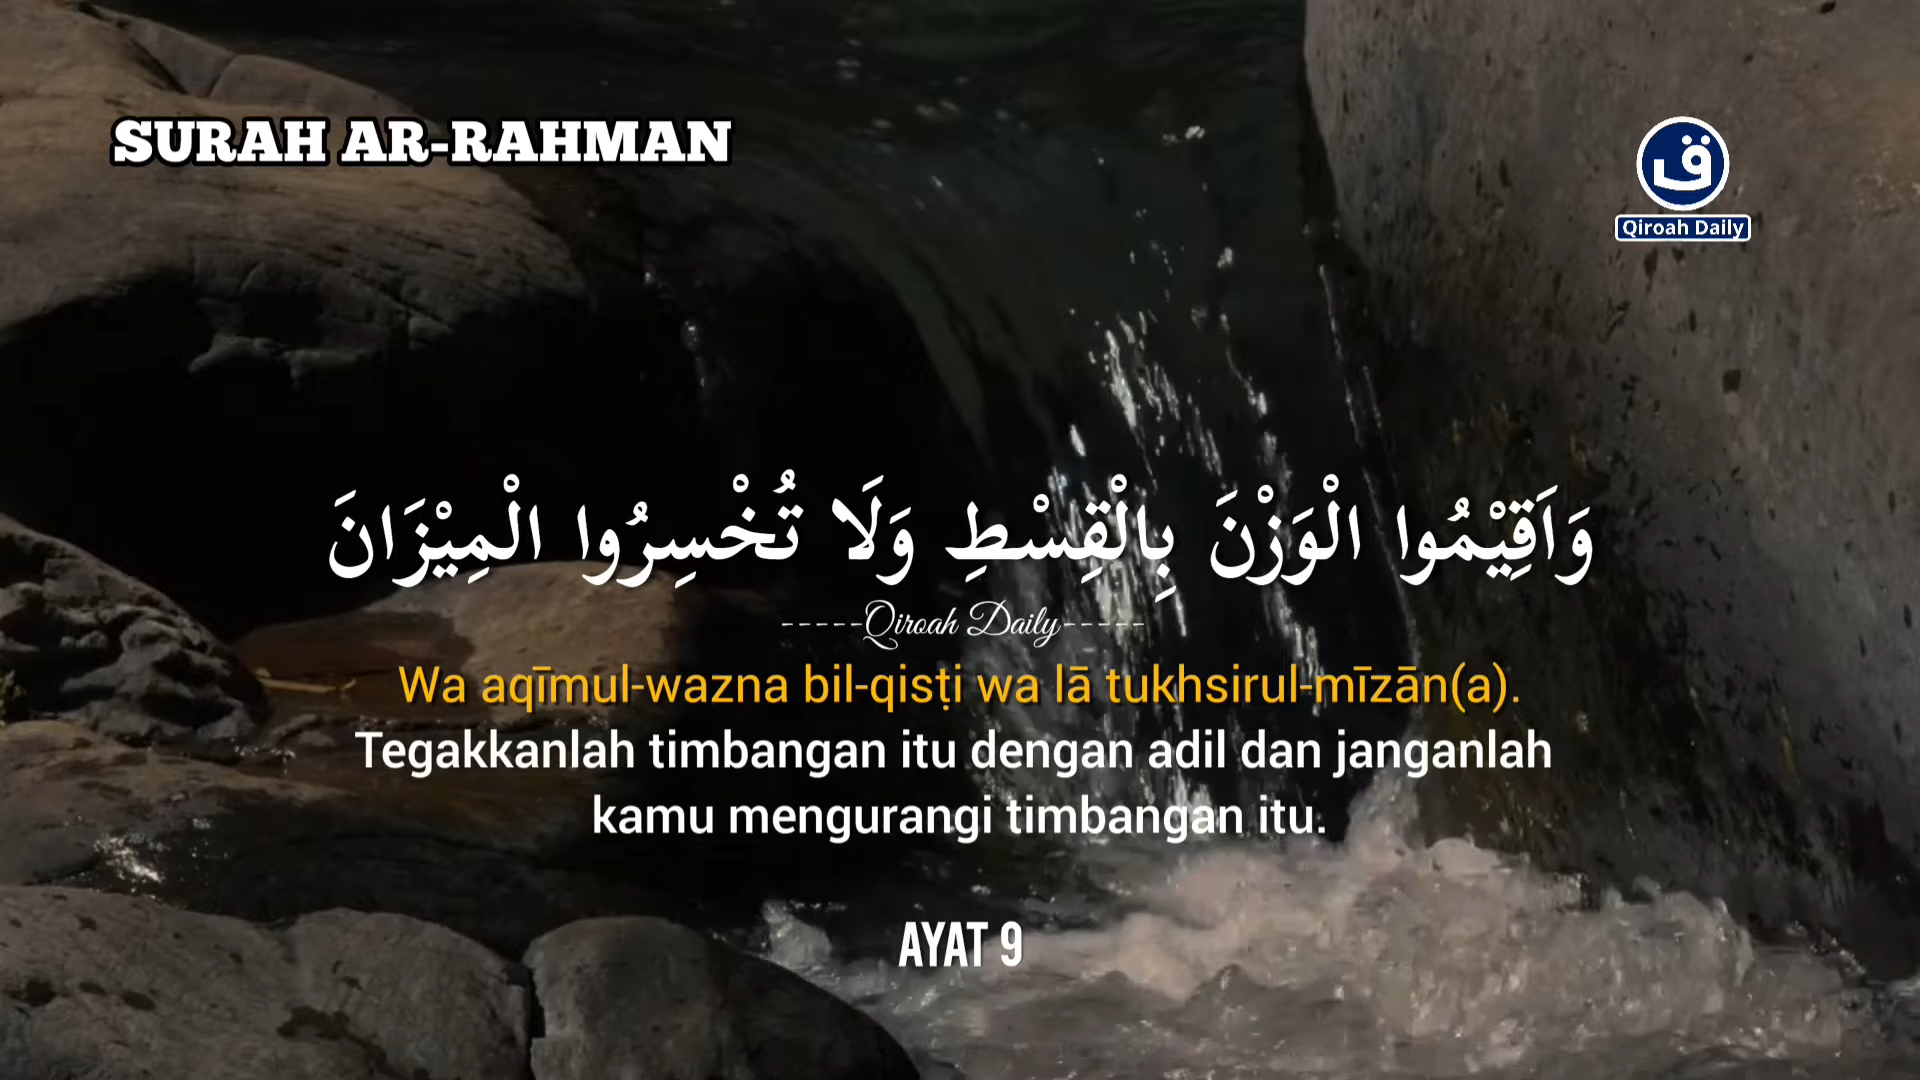 SURAH AR-RAHMAN
ق
Qiroah Daily
وَاَقِيْمُوا الْوَزْنَ بِالْقِسْطِ وَلَا تُخْسِرُوا الْمِيْزَانَ
-----Qiroah Daily-----
Wa aqīmul-wazna bil-qisṭi wa lā tukhsirul-mīzān(a).
Tegakkanlah timbangan itu dengan adil dan janganlah
kamu mengurangi timbangan itu.
AYAT 9